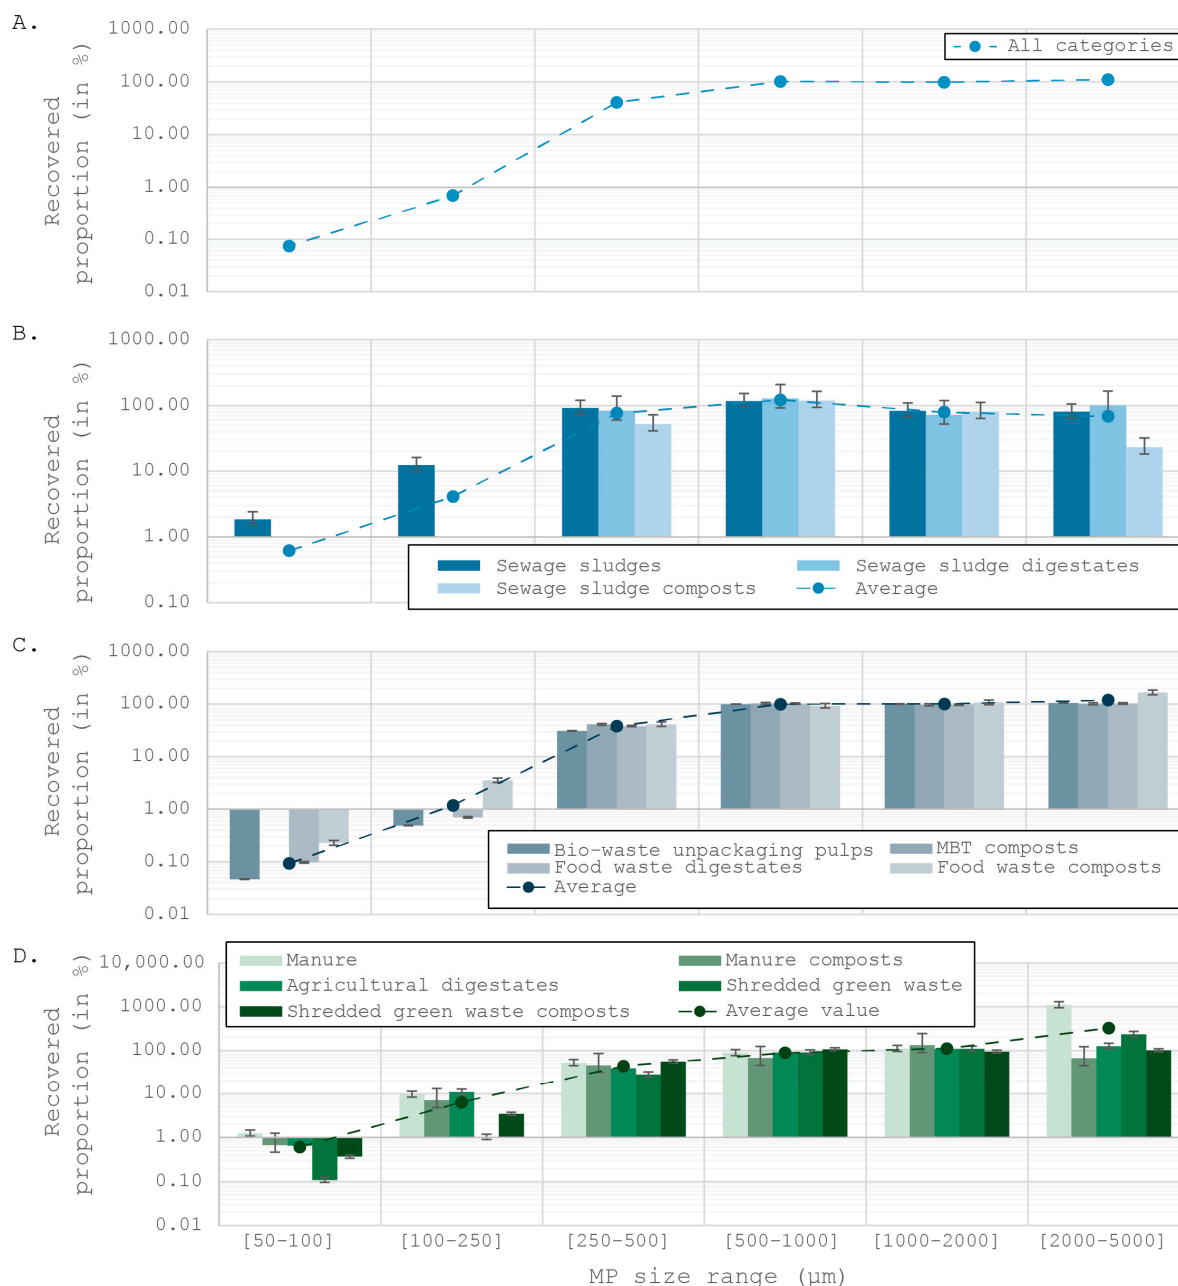 A.
Recovered
proportion (in %)
1000.00
100.00
10.00
1.00
0.10
0.01
All categories
B.
Recovered
proportion (in %)
1000.00
100.00
10.00
1.00
0.10
Sewage sludges
Sewage sludge digestates
Sewage sludge composts
Average
C.
Recovered
proportion (in %)
1000.00
100.00
10.00
1.00
0.10
0.01
Bio-waste unpackaging pulps
MBT composts
Food waste digestates
Food waste composts
Average
D.
Recovered
proportion (in %)
10,000.00
1000.00
100.00
10.00
1.00
0.10
0.01
Manure
Manure composts
Agricultural digestates
Shredded green waste
Shredded green waste composts
Average value
[50-100] [100-250] [250-500] [500-1000] [1000-2000] [2000-5000]
MP size range (µm)